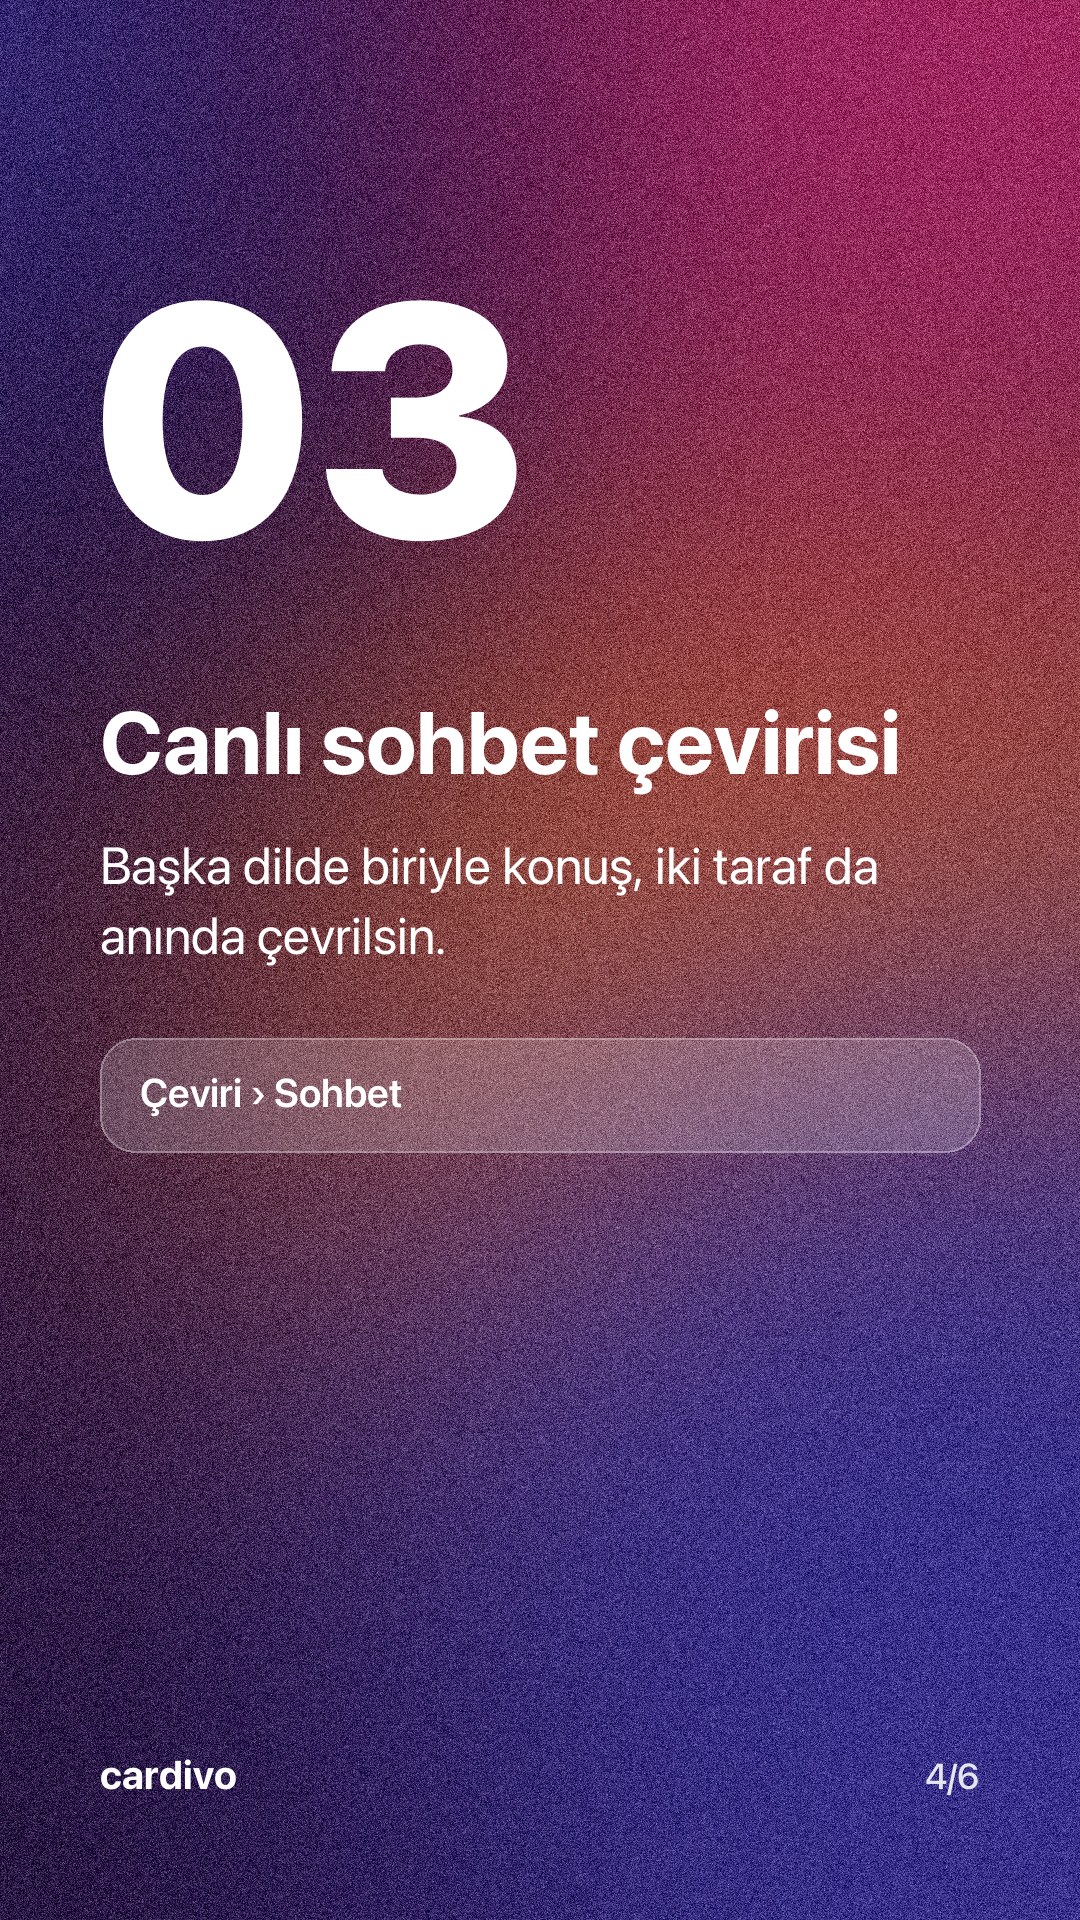 03
Canlı sohbet çevirisi
Başka dilde biriyle konuş, iki taraf da
anında çevrilsin.
Çeviri › Sohbet
cardivo
4/6